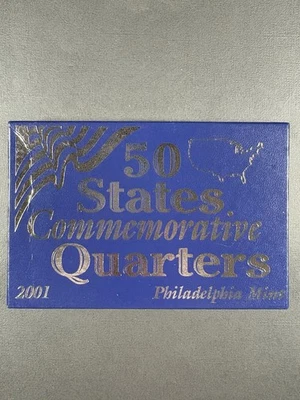 50
States
Commemorative
Quarters
2001 Philadelphia Mint